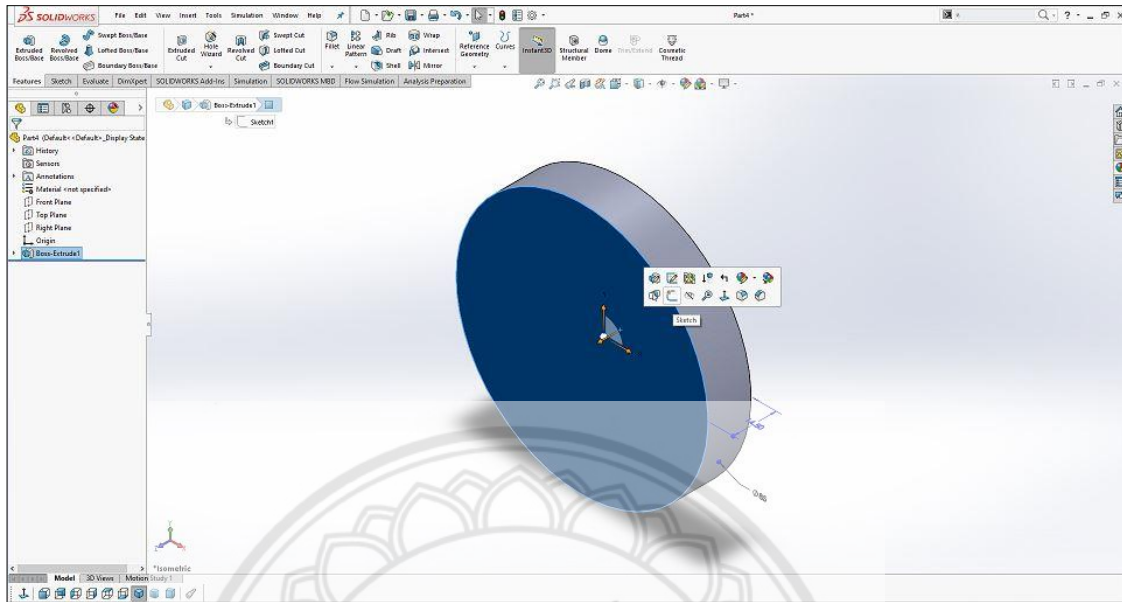 SOLIDWORKS File Edit View Insert Tools Simulation Window Help Part4 *
Extruded Boss/Base
Revolved Boss/Base
Swept Boss/Base
Lofted Boss/Base
Boundary Boss/Base
Extruded Cut
Hole Wizard
Revolved Cut
Swept Cut
Lofted Cut
Boundary Cut
Fillet
Linear Pattern
Rib
Draft
Shell
Wrap
Intersect
Mirror
Reference Geometry
Curves
Instant3D
Structural Member
Dome
Trim/Extend
Cosmetic Thread
Features Sketch Evaluate DimXpert SOLIDWORKS Add-Ins Simulation SOLIDWORKS MBD Flow Simulation Analysis Preparation
Boss-Extrude1
Sketch1
Part4 (Default<<Default>_Display State
History
Sensors
Annotations
Material <not specified>
Front Plane
Top Plane
Right Plane
Origin
Boss-Extrude1
Sketch
*Isometric
Model 3D Views Motion Study 1